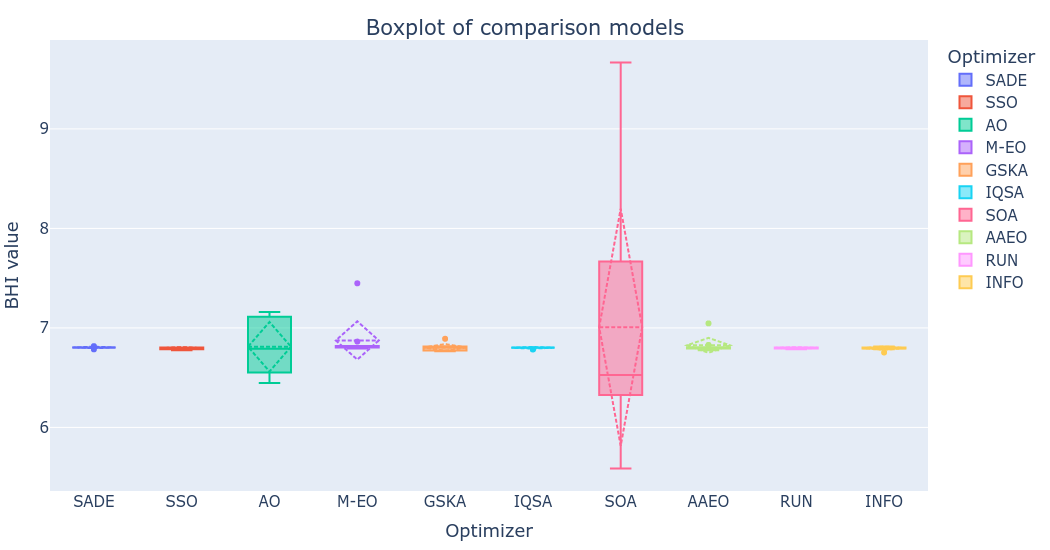 Boxplot of comparison models
BHI value
9
8
7
6
SADE
SSO
AO
M-EO
GSKA
IQSA
SOA
AAEO
RUN
INFO
Optimizer
Optimizer
SADE
SSO
AO
M-EO
GSKA
IQSA
SOA
AAEO
RUN
INFO